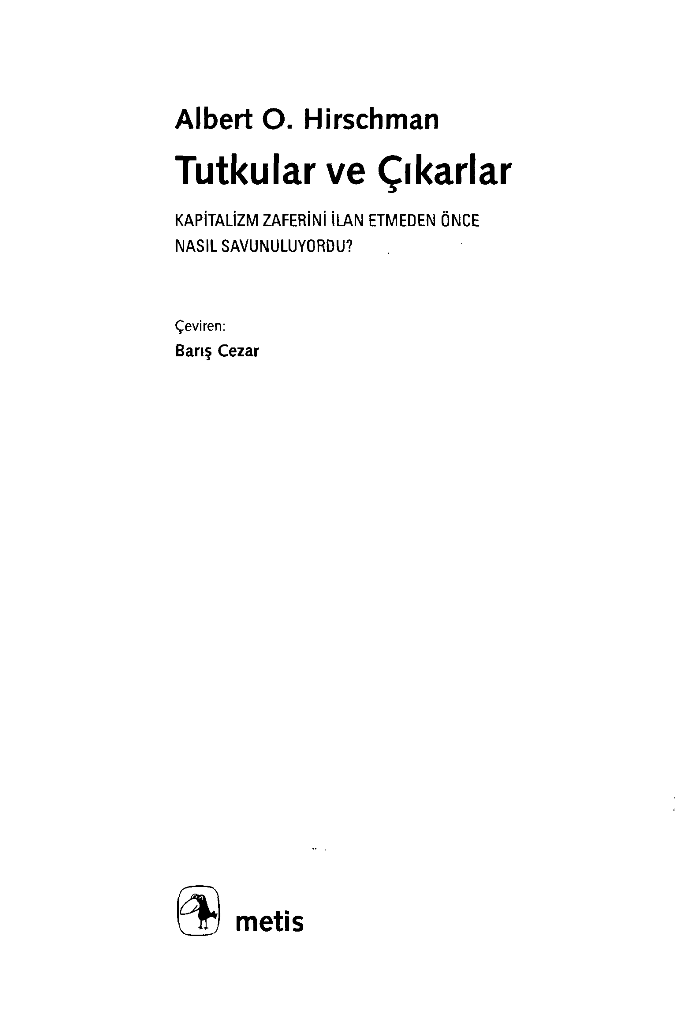 Albert O. Hirschman
Tutkular ve Çıkarlar
KAPİTALİZM ZAFERİNİ İLAN ETMEDEN ÖNCE
NASIL SAVUNULUYORDU?
Çeviren:
Barış Cezar
metis